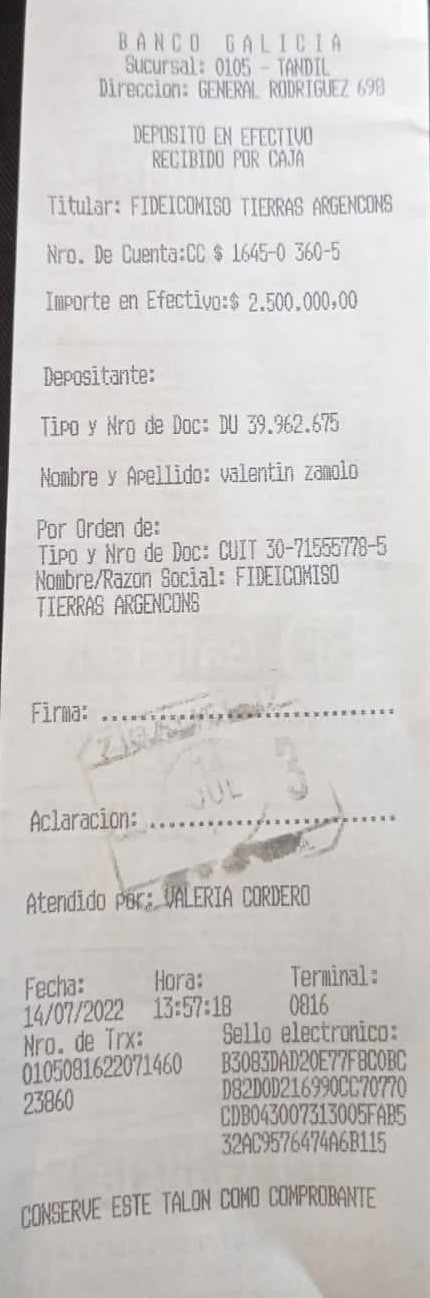 BANCO GALICIA
Sucursal: 0105 - TANDIL
Direccion: GENERAL RODRIGUEZ 698
DEPOSITO EN EFECTIVO
RECIBIDO POR CAJA
Titular: FIDEICOMISO TIERRAS ARGENCONS
Nro. De Cuenta:CC $ 1645-0 360-5
Importe en Efectivo:$ 2.500.000,00
Depositante:
Tipo y Nro de Doc: DU 39.962.675
Nombre y Apellido: valentin zamolo
Por Orden de:
Tipo y Nro de Doc: CUIT 30-71555778-5
Nombre/Razon Social: FIDEICOMISO
TIERRAS ARGENCONS
Firma: ..............................
JUL
Aclaracion: .........................
Atendido por: VALERIA CORDERO
Fecha: Hora: Terminal:
14/07/2022 13:57:18 0816
Nro. de Trx: Sello electronico:
0105081622071460 B3083DAD20E77F8C0BC
23860 D82D0D216990CC70770
CDB043007313005FAB5
32AC9576474A6B115
CONSERVE ESTE TALON COMO COMPROBANTE